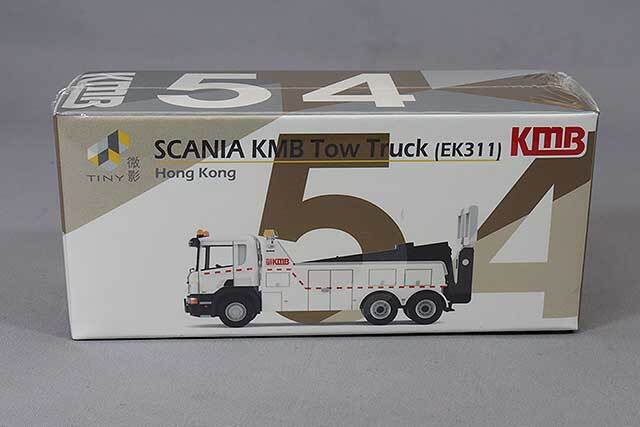 KMB 54
SCANIA KMB Tow Truck (EK311)
KMB
TINY 微影
Hong Kong
54
KMB